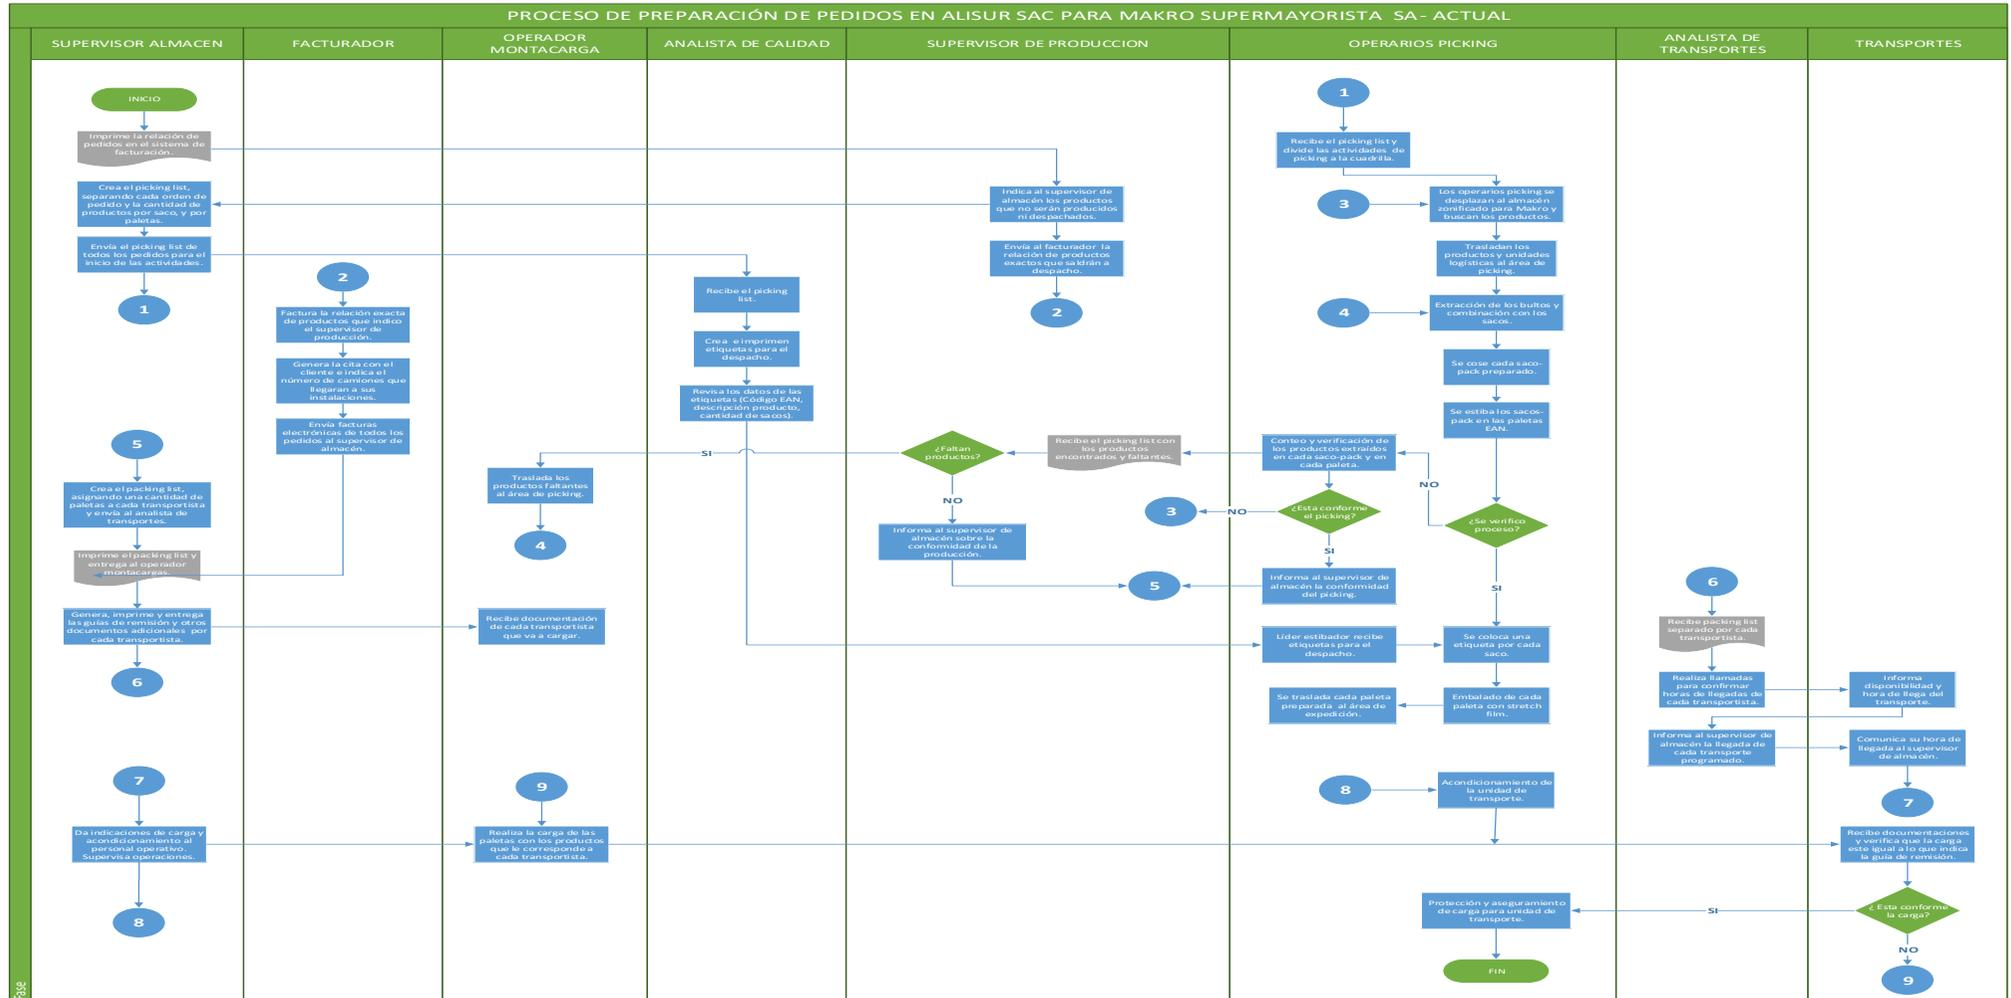 PROCESO DE PREPARACIÓN DE PEDIDOS EN ALISUR SAC PARA MAKRO SUPERMAYORISTA SA- ACTUAL
SUPERVISOR ALMACEN
FACTURADOR
OPERADOR
MONTACARGA
ANALISTA DE CALIDAD
SUPERVISOR DE PRODUCCION
OPERARIOS PICKING
ANALISTA DE
TRANSPORTES
TRANSPORTES
Fase
INICIO
Imprime la relación de
pedidos en el sistema de
facturación.
Crea el picking list,
separando cada orden de
pedido y la cantidad de
productos por saco, y por
paletas.
Envía el picking list de
todos los pedidos para el
inicio de las actividades.
1
5
Crea el packing list,
asignando una cantidad de
paletas a cada transportista
y envía al analista de
transportes.
Imprime el packing list y
entrega al operador
montacargas.
Genera, imprime y entrega
las guías de remisión y otros
documentos adicionales por
cada transportista.
6
7
Da indicaciones de carga y
acondicionamiento al
personal operativo.
Supervisa operaciones.
8
2
Factura la relación exacta
de productos que indico
el supervisor de
producción.
Genera la cita con el
cliente e indica el
número de camiones que
llegaran a sus
instalaciones.
Envía facturas
electrónicas de todos los
pedidos al supervisor de
almacén.
SI
Traslada los
productos faltantes
al área de picking.
4
Recibe documentación
de cada transportista
que va a cargar.
9
Realiza la carga de las
paletas con los productos
que le corresponde a
cada transportista.
Recibe el picking
list.
Crea e imprimen
etiquetas para el
despacho.
Revisa los datos de las
etiquetas (Código EAN,
descripción producto,
cantidad de sacos).
Indica al supervisor de
almacén los productos
que no serán producidos
ni despachados.
Envía al facturador la
relación de productos
exactos que saldrán a
despacho.
2
¿Faltan
productos?
Recibe el picking list con
los productos
encontrados y faltantes.
NO
Informa al supervisor de
almacén sobre la
conformidad de la
producción.
3
5
1
Recibe el picking list y
divide las actividades de
picking a la cuadrilla.
3
Los operarios picking se
desplazan al almacén
zonificado para Makro y
buscan los productos.
Trasladan los
productos y unidades
logísticas al área de
picking.
4
Extracción de los bultos y
combinación con los
sacos.
Se cose cada saco-
pack preparado.
Se estiba los sacos-
pack en las paletas
EAN.
Conteo y verificación de
los productos extraídos
en cada saco-pack y en
cada paleta.
NO
¿Esta conforme
el picking?
NO
¿Se verifico
proceso?
SI
Informa al supervisor de
almacén la conformidad
del picking.
SI
Líder estibador recibe
etiquetas para el
despacho.
Se coloca una
etiqueta por cada
saco.
Se traslada cada paleta
preparada al área de
expedición.
Embalado de cada
paleta con stretch
film.
8
Acondicionamiento de
la unidad de
transporte.
Protección y aseguramiento
de carga para unidad de
transporte.
FIN
6
Recibe packing list
separado por cada
transportista.
Realiza llamadas
para confirmar
horas de llegadas de
cada transportista.
Informa al supervisor de
almacén la llegada de
cada transporte
programado.
SI
Informa
disponibilidad y
hora de llega del
transporte.
Comunica su hora de
llegada al supervisor
de almacén.
7
Recibe documentaciones
y verifica que la carga
este igual a lo que indica
la guía de remisión.
¿ Esta conforme
la carga?
NO
9